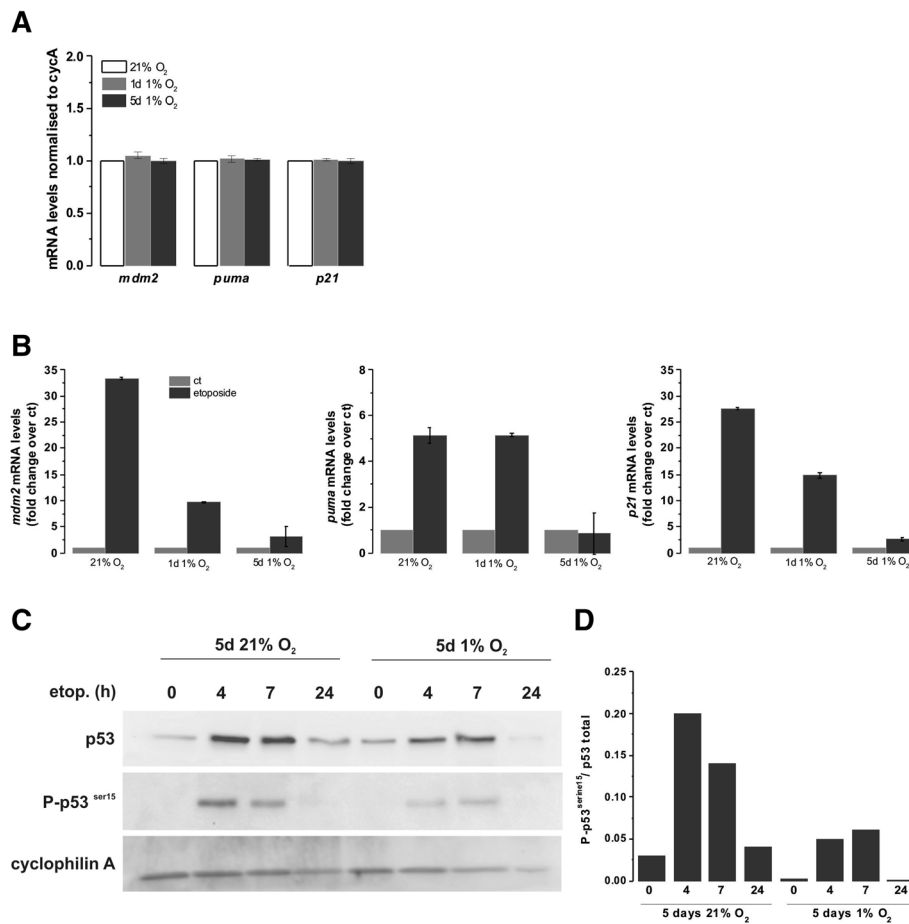 A
mRNA levels normalised to cycA
2.0
1.5
1.0
0.5
0.0
21% O2
1d 1% O2
5d 1% O2
mdm2 puma p21
B
mdm2 mRNA levels
(fold change over ct)
35
30
25
20
15
10
5
0
ct
etoposide
21% O2 1d 1% O2 5d 1% O2
puma mRNA levels
(fold change over ct)
8
6
4
2
0
21% O2 1d 1% O2 5d 1% O2
p21 mRNA levels
(fold change over ct)
35
30
25
20
15
10
5
0
21% O2 1d 1% O2 5d 1% O2
C
5d 21% O2 5d 1% O2
etop. (h) 0 4 7 24 0 4 7 24
p53
P-p53 ser15
cyclophilin A
D
P-p53serine15/ p53 total
0.25
0.20
0.15
0.10
0.05
0.00
0 4 7 24 0 4 7 24
5 days 21% O2 5 days 1% O2